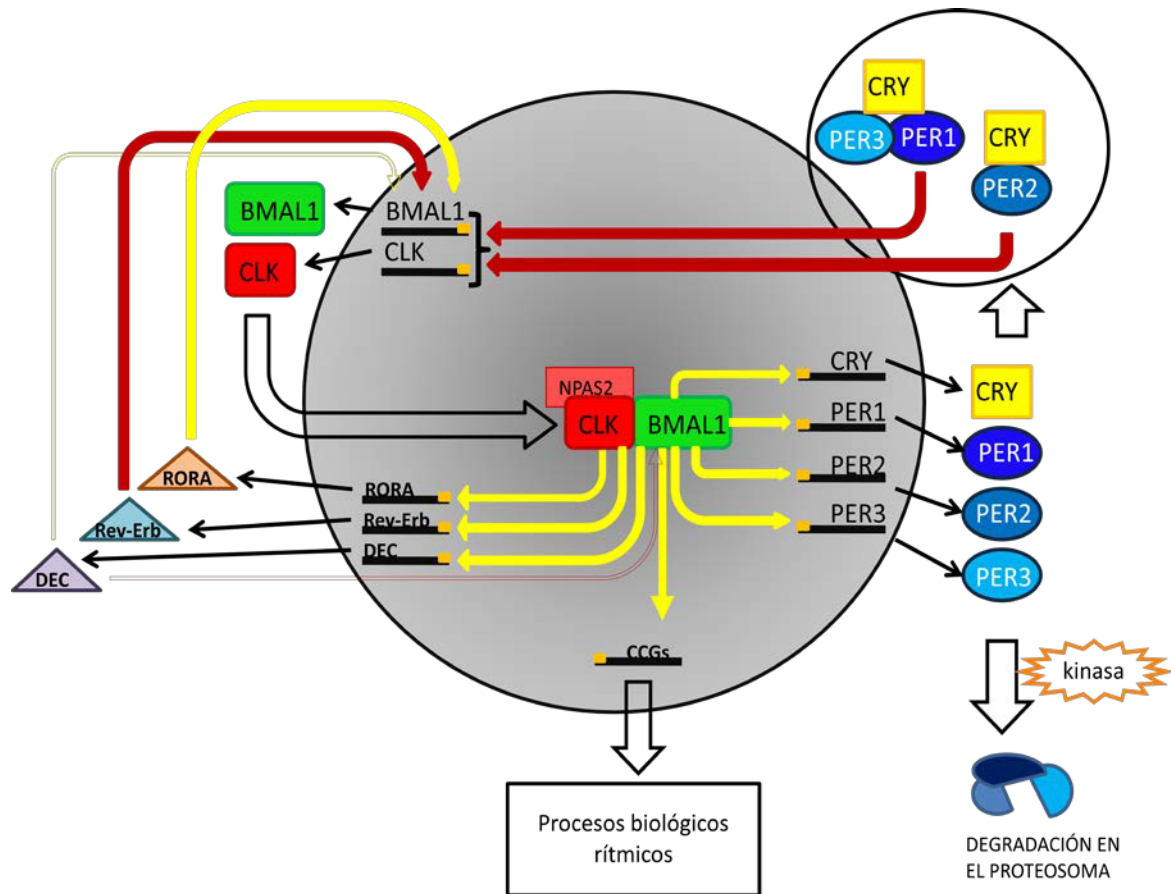 CRY
PER3
PER1
CRY
PER2
BMAL1
CLK
BMAL1
CLK
NPAS2
CLK
BMAL1
CRY
PER1
PER2
PER3
CRY
PER1
PER2
PER3
RORA
Rev-Erb
DEC
RORA
Rev-Erb
DEC
CCGs
kinasa
Procesos biológicos
rítmicos
DEGRADACIÓN EN
EL PROTEOSOMA